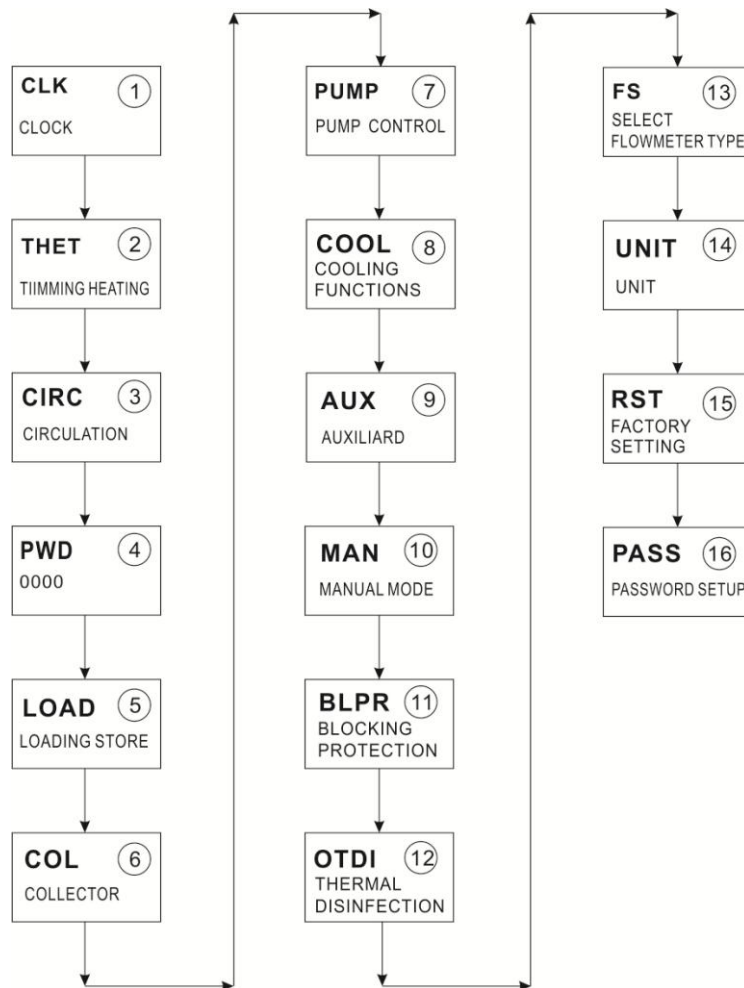 CLK 1
CLOCK
THET 2
TIIMMING HEATING
CIRC 3
CIRCULATION
PWD 4
0000
LOAD 5
LOADING STORE
COL 6
COLLECTOR
PUMP 7
PUMP CONTROL
COOL 8
COOLING
FUNCTIONS
AUX 9
AUXILIARD
MAN 10
MANUAL MODE
BLPR 11
BLOCKING
PROTECTION
OTDI 12
THERMAL
DISINFECTION
FS 13
SELECT
FLOWMETER TYPE
UNIT 14
UNIT
RST 15
FACTORY
SETTING
PASS 16
PASSWORD SETUP